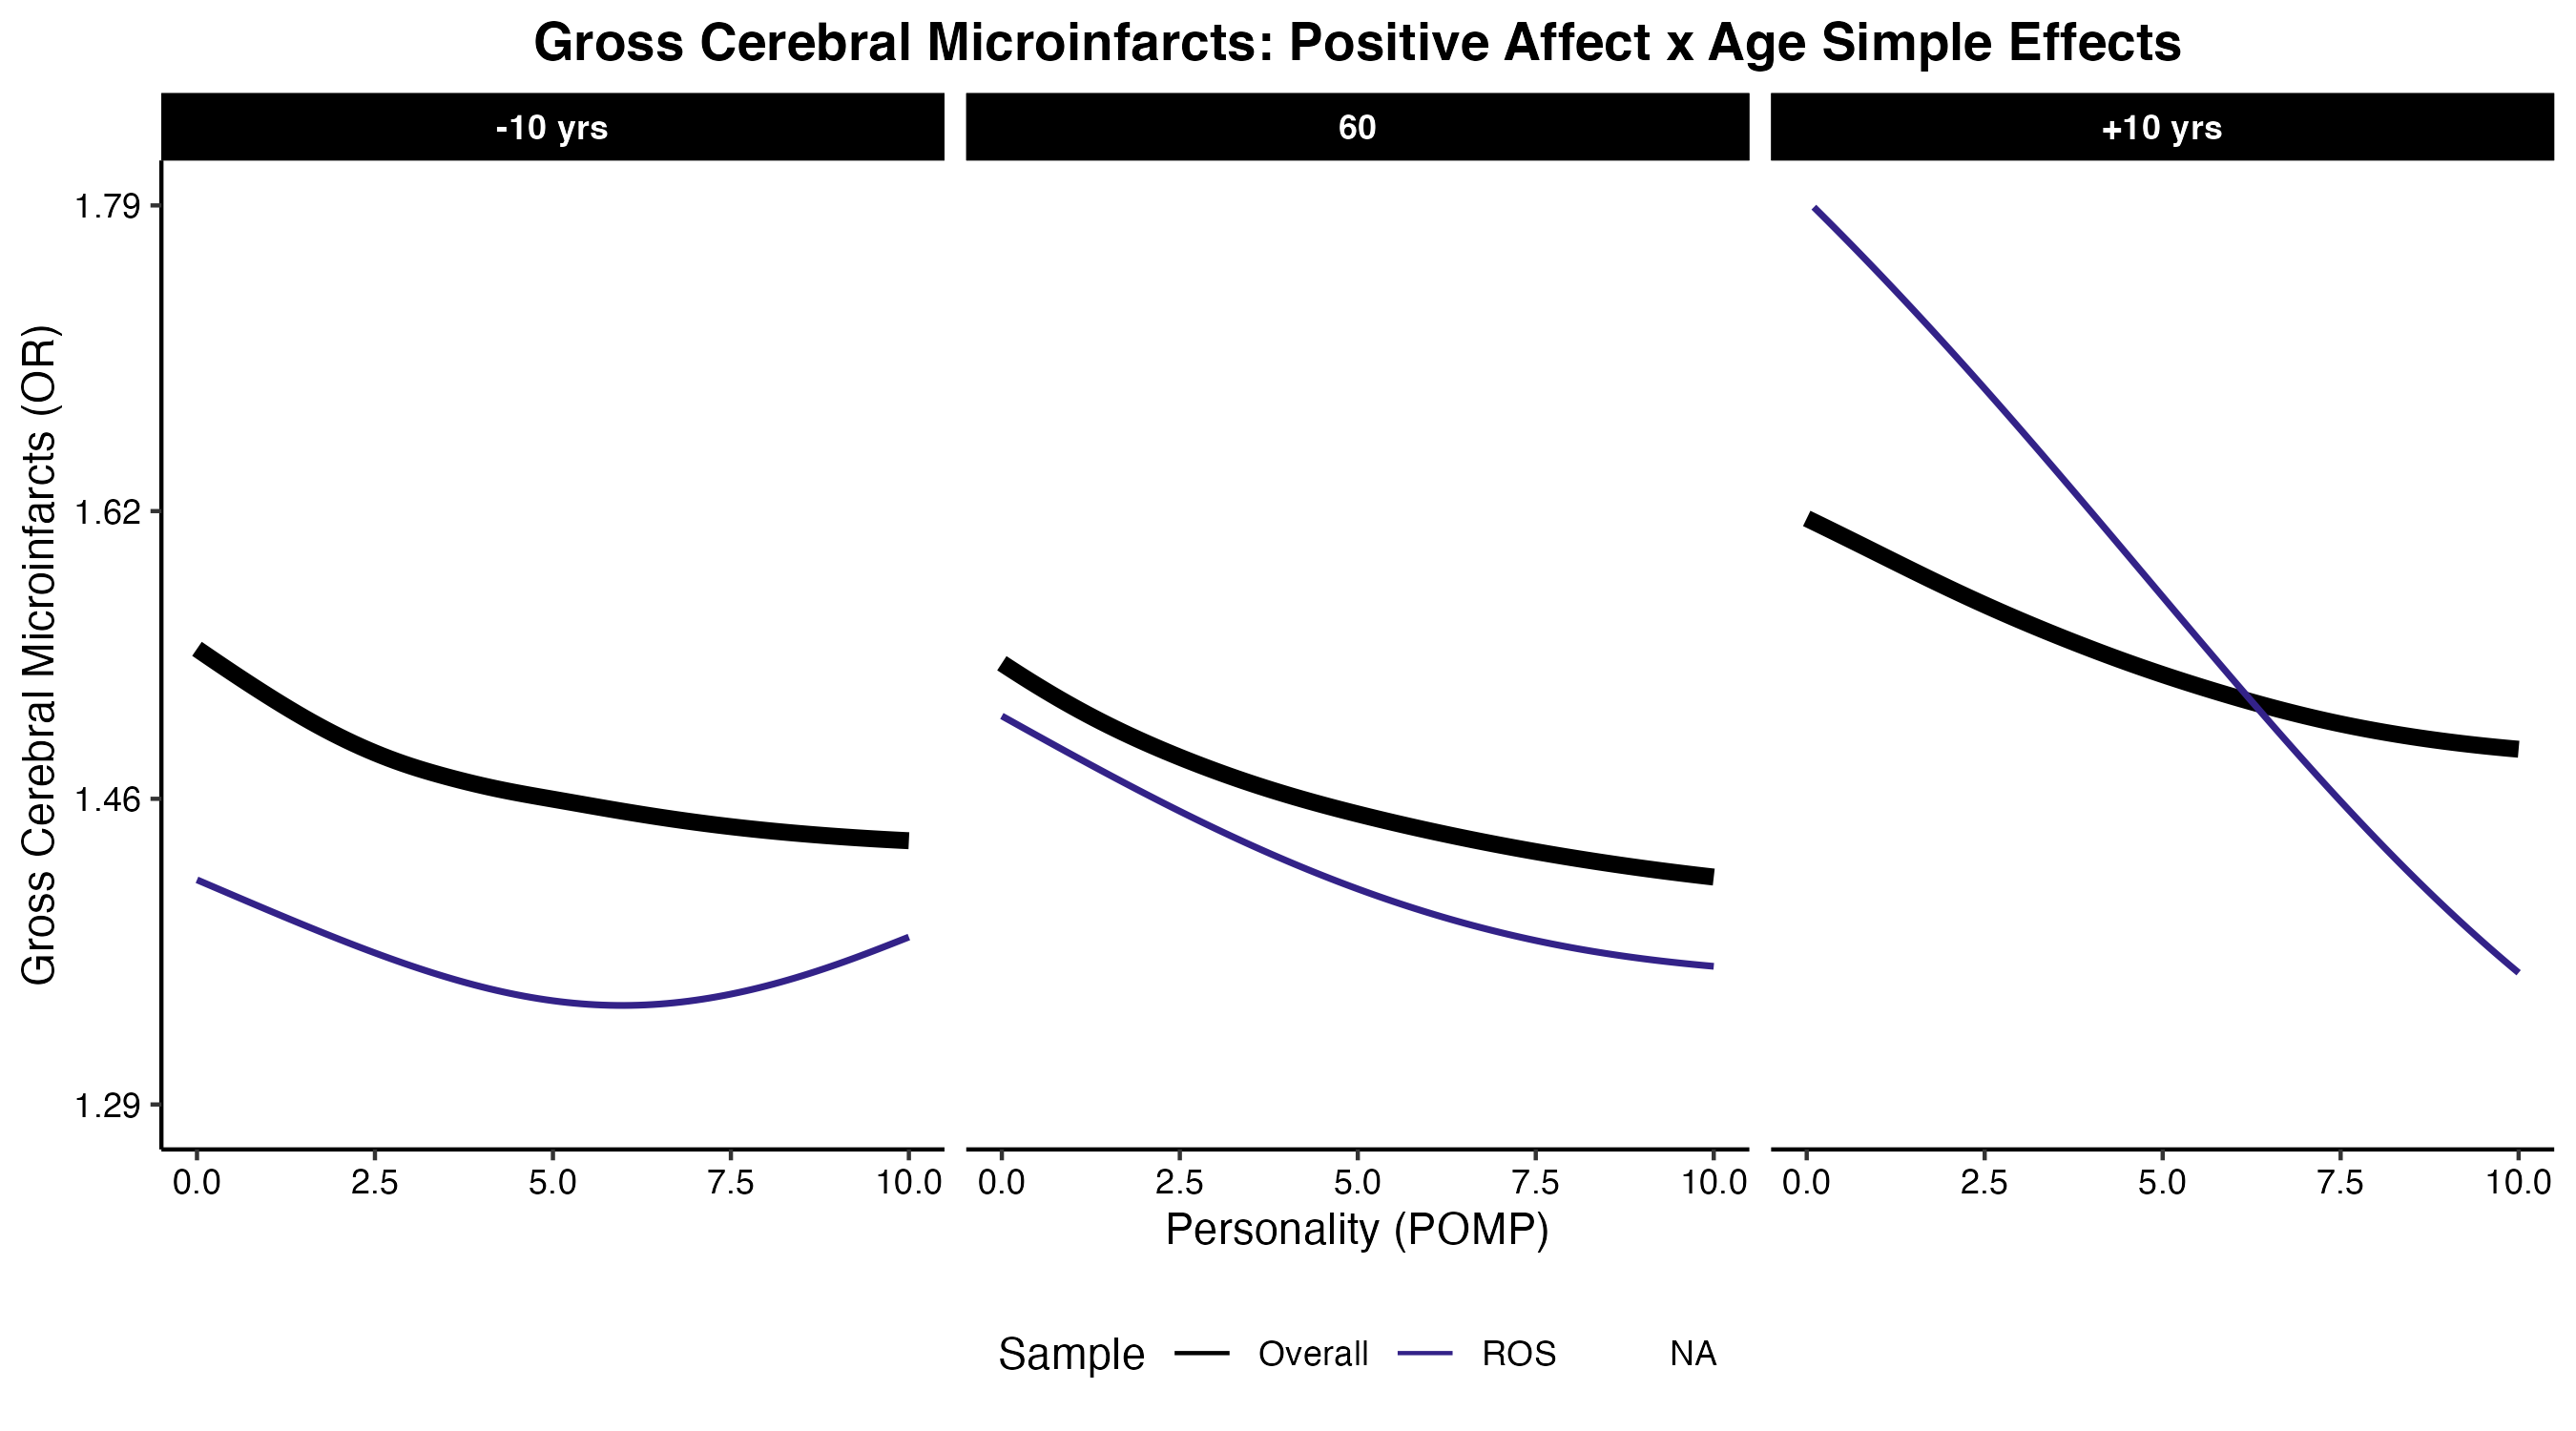 Gross Cerebral Microinfarcts: Positive Affect x Age Simple Effects
-10 yrs 60 +10 yrs
Gross Cerebral Microinfarcts (OR)
1.79
1.62
1.46
1.29
0.0 2.5 5.0 7.5 10.0 0.0 2.5 5.0 7.5 10.0 0.0 2.5 5.0 7.5 10.0
Personality (POMP)
Sample Overall ROS NA